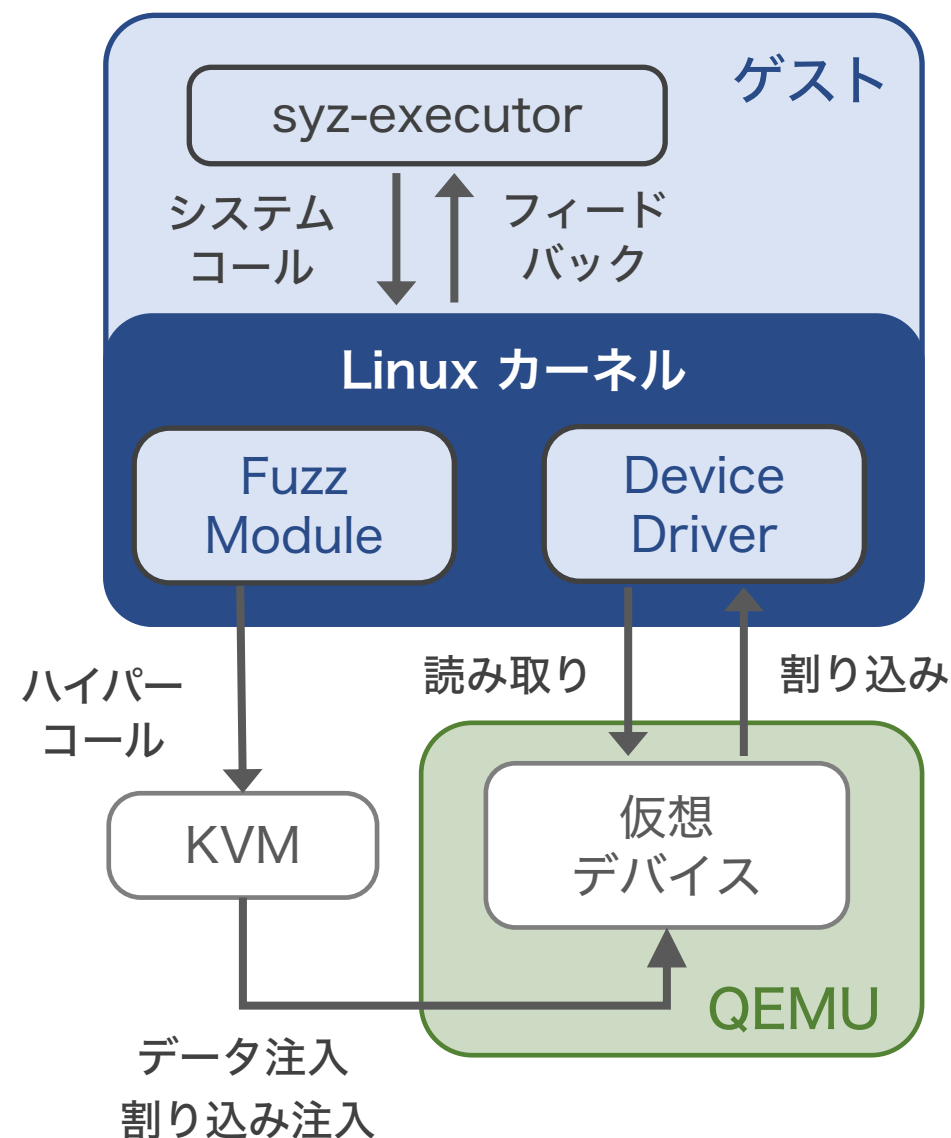 ゲスト
syz-executor
システム
コール
フィード
バック
Linux カーネル
Fuzz
Module
Device
Driver
ハイパー
コール
読み取り
割り込み
KVM
仮想
デバイス
QEMU
データ注入
割り込み注入